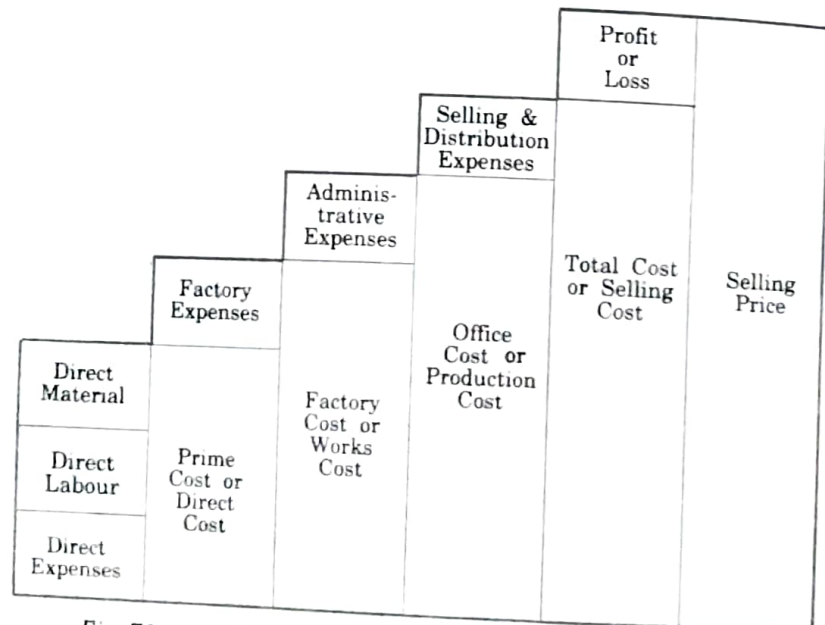 Profit
or
Loss
Selling &
Distribution
Expenses
Adminis-
trative
Expenses
Factory
Expenses
Direct
Material
Direct
Labour
Direct
Expenses
Prime
Cost or
Direct
Cost
Factory
Cost or
Works
Cost
Office
Cost or
Production
Cost
Total Cost
or Selling
Cost
Selling
Price